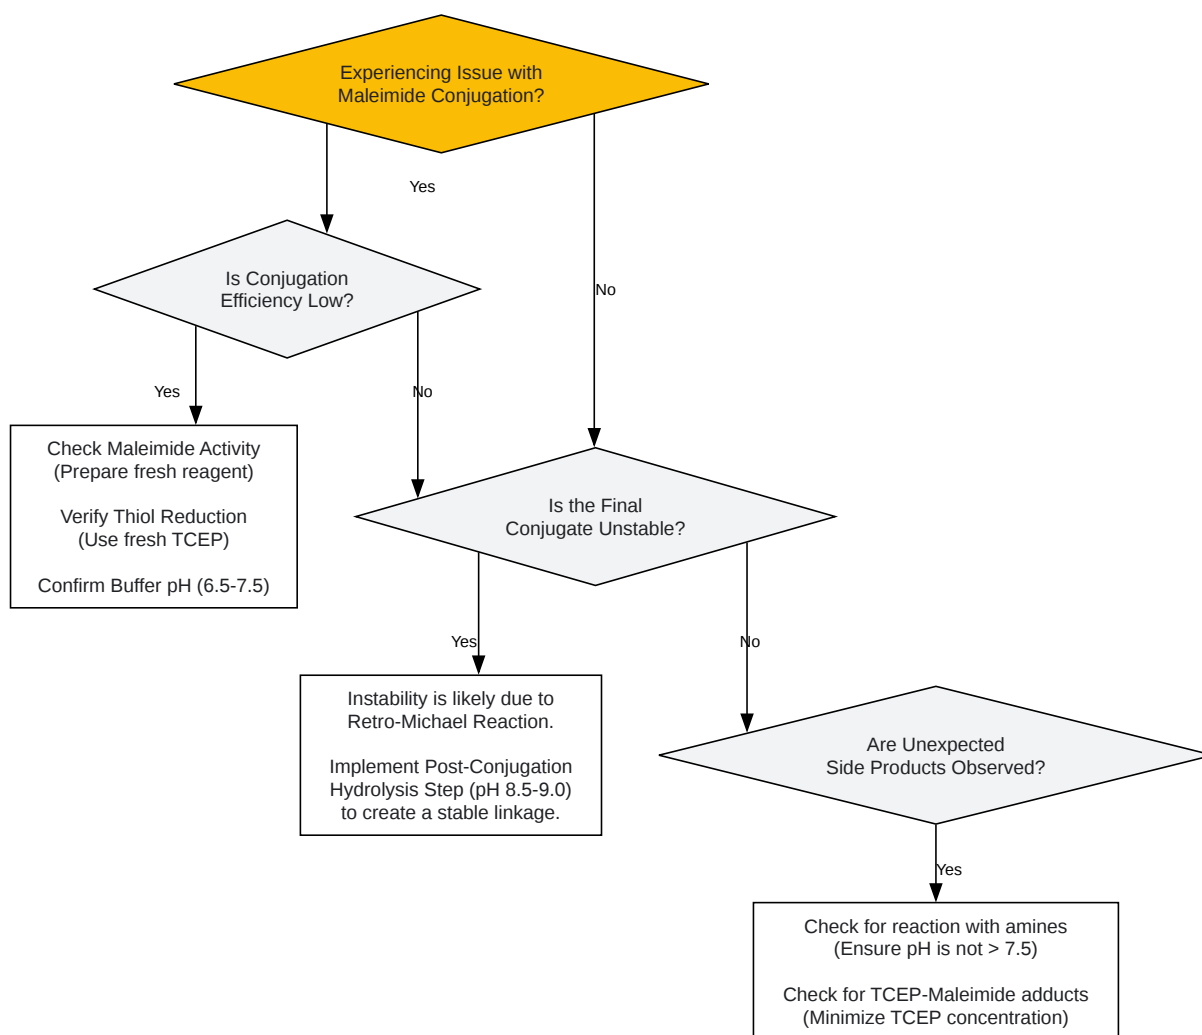 Experiencing Issue with
Maleimide Conjugation?
Yes
No
Is Conjugation
Efficiency Low?
Yes
No
Check Maleimide Activity
(Prepare fresh reagent)
Verify Thiol Reduction
(Use fresh TCEP)
Confirm Buffer pH (6.5-7.5)
Is the Final
Conjugate Unstable?
Yes
No
Instability is likely due to
Retro-Michael Reaction.
Implement Post-Conjugation
Hydrolysis Step (pH 8.5-9.0)
to create a stable linkage.
Are Unexpected
Side Products Observed?
Yes
Check for reaction with amines
(Ensure pH is not > 7.5)
Check for TCEP-Maleimide adducts
(Minimize TCEP concentration)